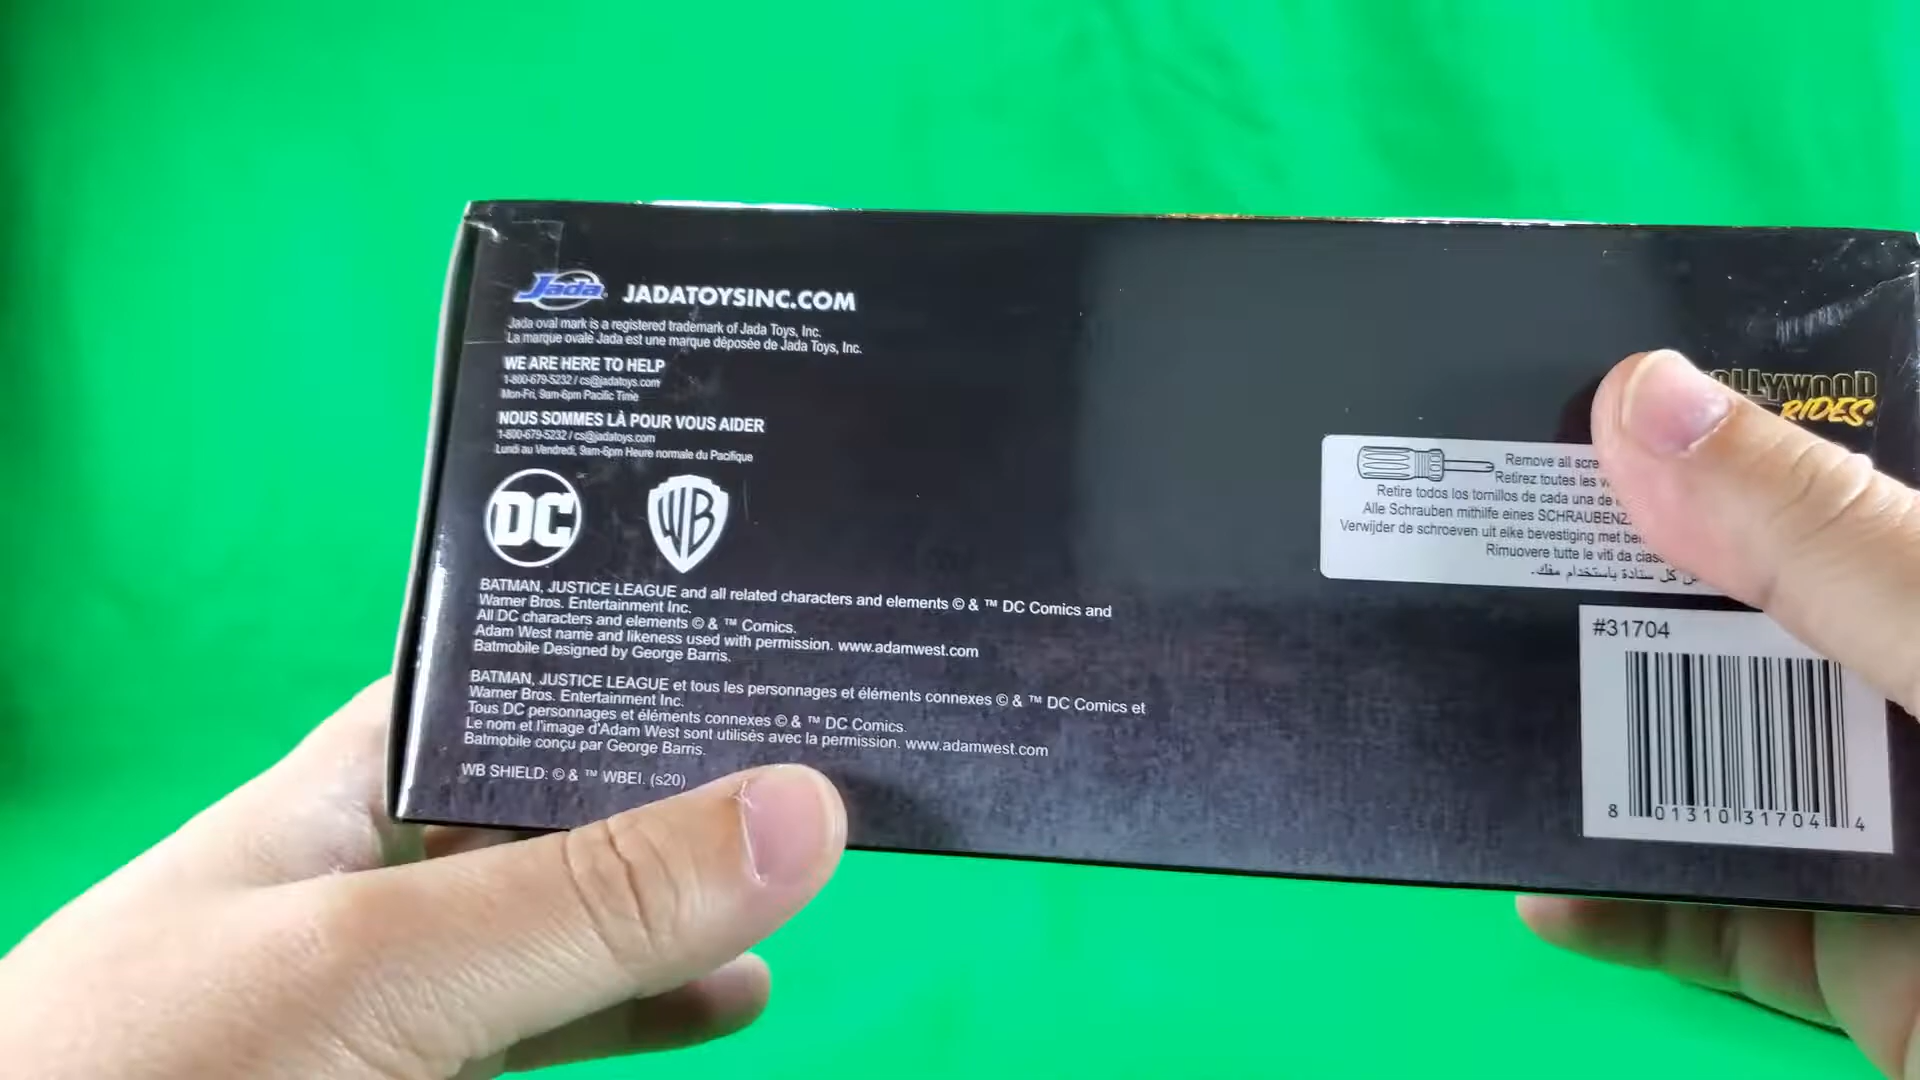 Jada JADATOYSINC.COM
Jada oval mark is a registered trademark of Jada Toys, Inc.
La marque ovale Jada est une marque déposée de Jada Toys, Inc.
WE ARE HERE TO HELP
1-800-679-5232 / cs@jadatoys.com
Mon-Fri, 9am-6pm Pacific Time
NOUS SOMMES LÀ POUR VOUS AIDER
1-800-679-5232 / cs@jadatoys.com
Lundi au Vendredi, 9am-6pm Heure normale du Pacifique
DC WB
BATMAN, JUSTICE LEAGUE and all related characters and elements © & ™ DC Comics and
Warner Bros. Entertainment Inc.
All DC characters and elements © & ™ Comics.
Adam West name and likeness used with permission. www.adamwest.com
Batmobile Designed by George Barris.
BATMAN, JUSTICE LEAGUE et tous les personnages et éléments connexes © & ™ DC Comics et
Warner Bros. Entertainment Inc.
Tous DC personnages et éléments connexes © & ™ DC Comics.
Le nom et l'image d'Adam West sont utilisés avec la permission. www.adamwest.com
Batmobile conçu par George Barris.
WB SHIELD: © & ™ WBEI. (s20)
RIDES
Remove all
Retirez toutes les
Retire todos los tornillos de cada una de
Alle Schrauben mithilfe eines
Verwijder de schroeven uit elke bevestiging met
Rimuovere tutte le viti da
كل ستادة باستخدام مفك.
#31704
8 01310 31704 4